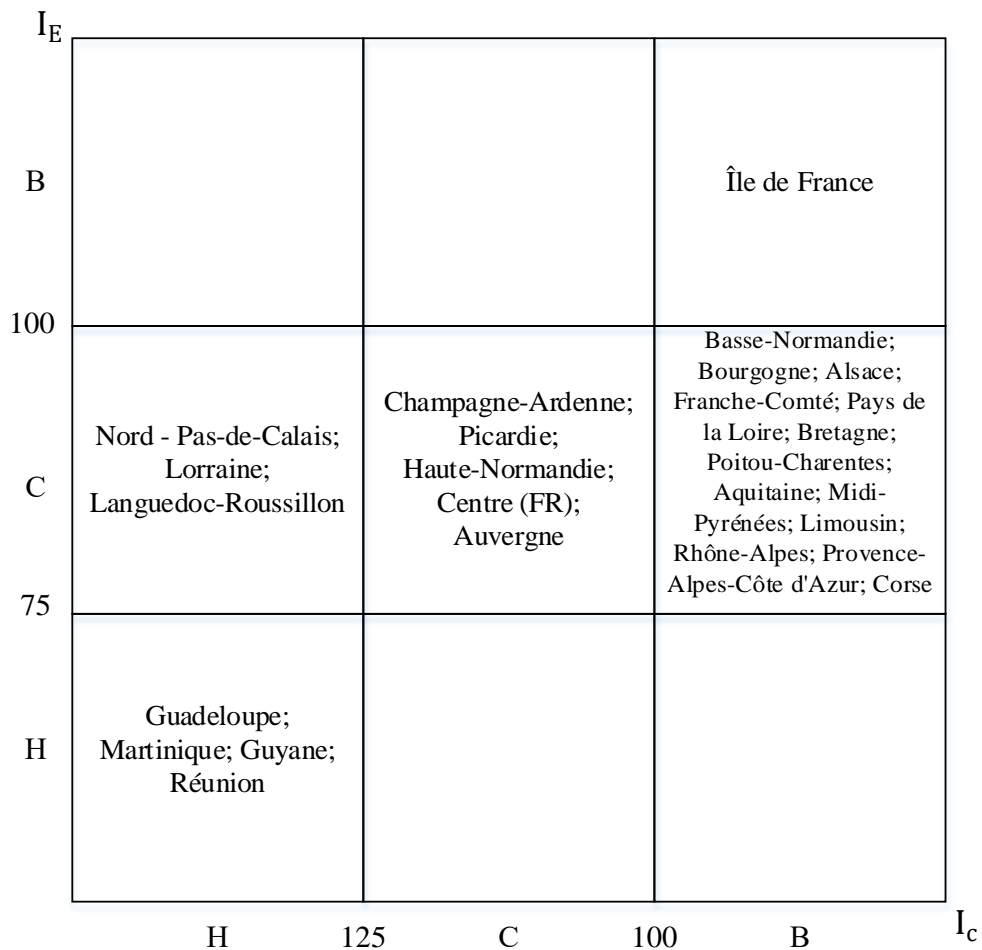 I_E
B
Île de France
100
C
Nord - Pas-de-Calais;
Lorraine;
Languedoc-Roussillon
Champagne-Ardenne;
Picardie;
Haute-Normandie;
Centre (FR);
Auvergne
Basse-Normandie;
Bourgogne; Alsace;
Franche-Comté; Pays de
la Loire; Bretagne;
Poitou-Charentes;
Aquitaine; Midi-
Pyrénées; Limousin;
Rhône-Alpes; Provence-
Alpes-Côte d'Azur; Corse
75
H
Guadeloupe;
Martinique; Guyane;
Réunion
H 125 C 100 B I_c